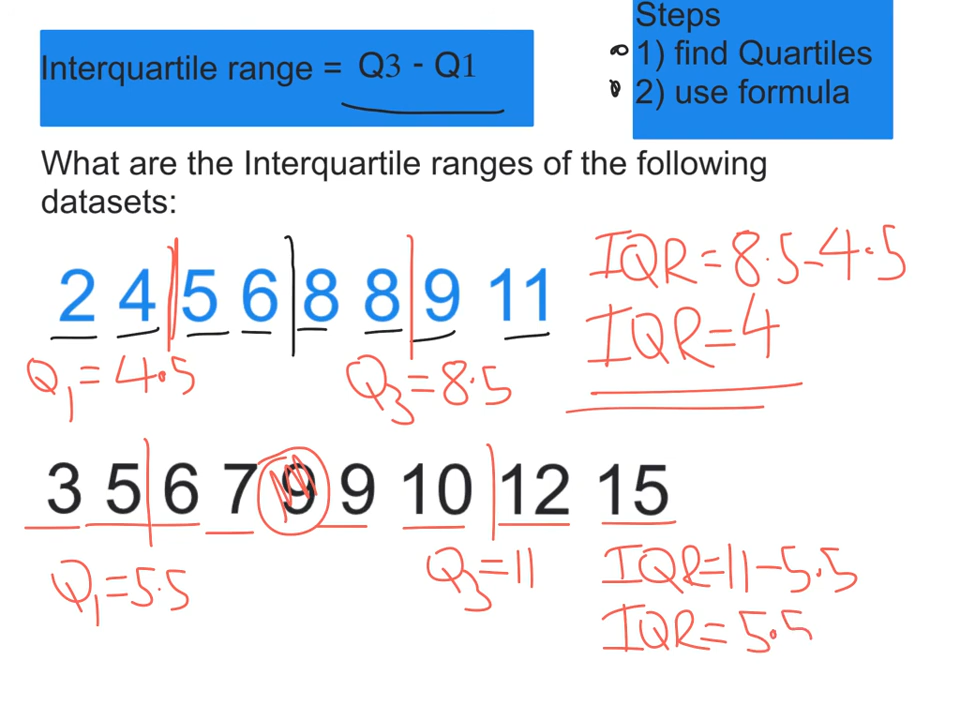 Steps
Interquartile range = Q3 - Q1
1) find Quartiles
2) use formula
What are the Interquartile ranges of the following
datasets:
2 4 5 6 8 8 9 11
IQR = 8.5 - 4.5
IQR = 4
Q1 = 4.5
Q3 = 8.5
3 5 6 7 9 9 10 12 15
Q1 = 5.5
Q3 = 11
IQR = 11 - 5.5
IQR = 5.5